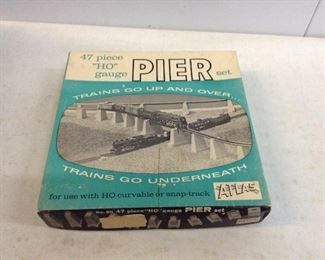 47 piece
"HO"
gauge PIER set
TRAINS GO UP AND OVER...
TRAINS GO UNDERNEATH
for use with HO curvable or snap-track
ATLAS
47 piece "HO" gauge PIER set